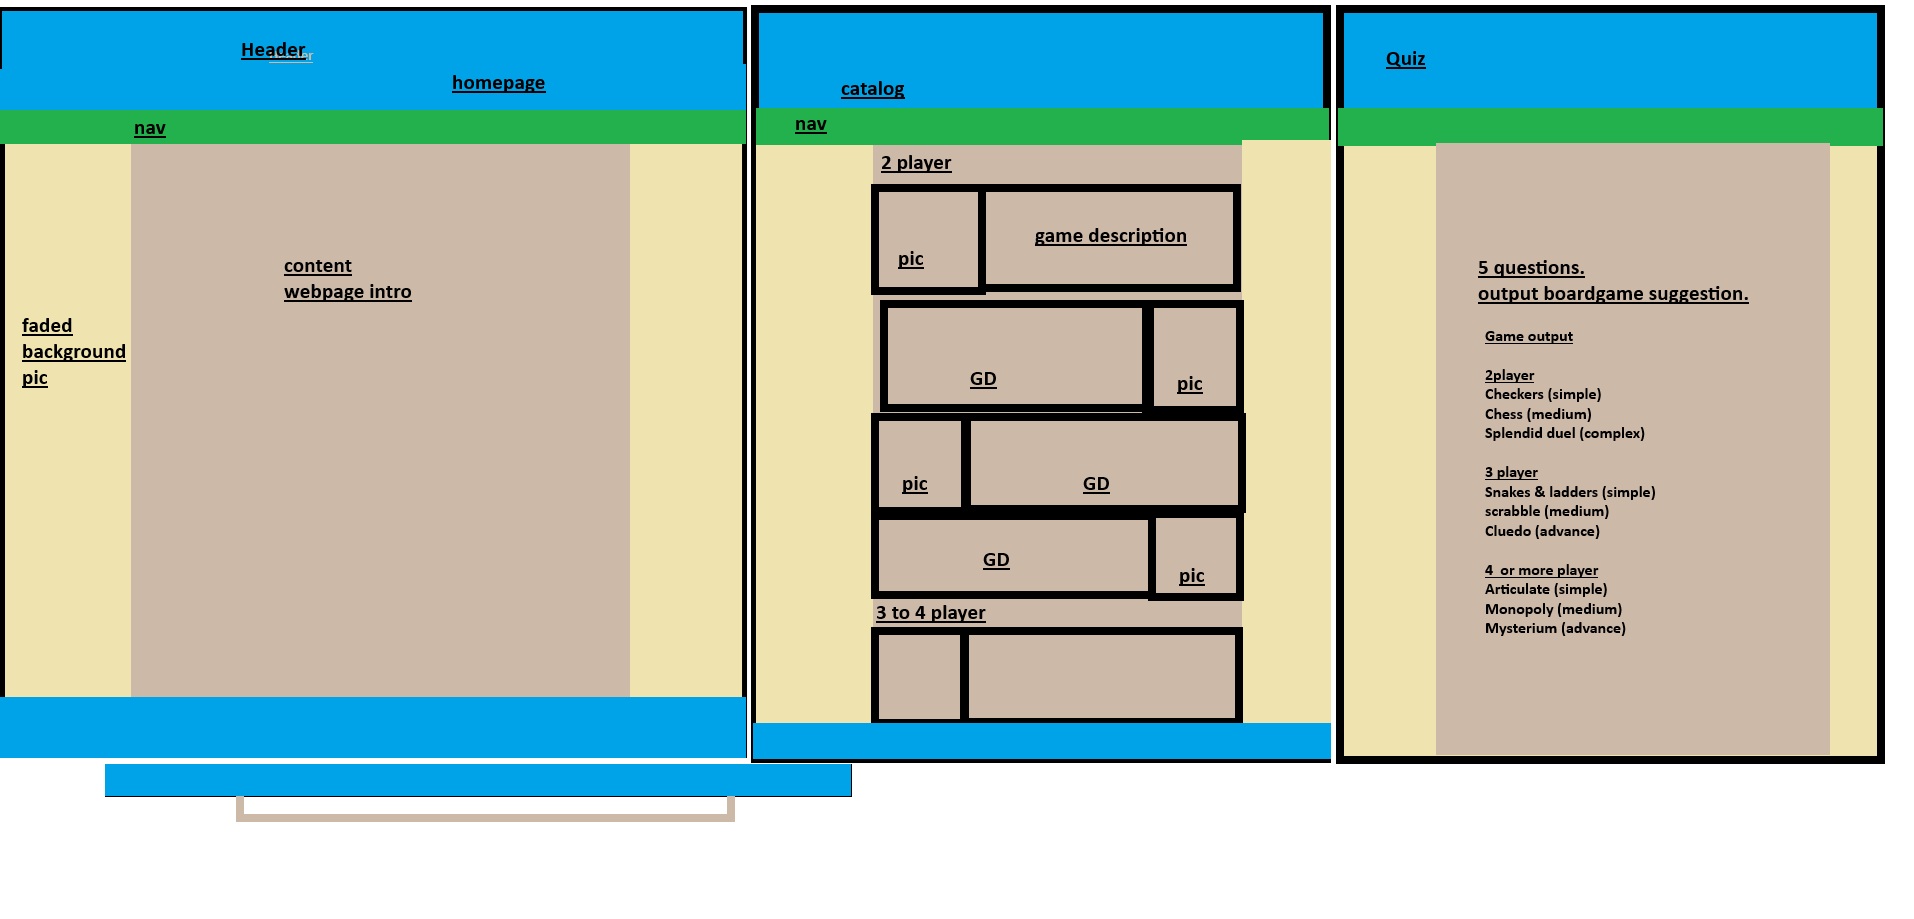 Header
homepage
nav
content
webpage intro
faded
background
pic
catalog
nav
2 player
pic
game description
GD
pic
pic
GD
GD
pic
3 to 4 player
Quiz
5 questions.
output boardgame suggestion.
Game output
2player
Checkers (simple)
Chess (medium)
Splendid duel (complex)
3 player
Snakes & ladders (simple)
scrabble (medium)
Cluedo (advance)
4  or more player
Articulate (simple)
Monopoly (medium)
Mysterium (advance)